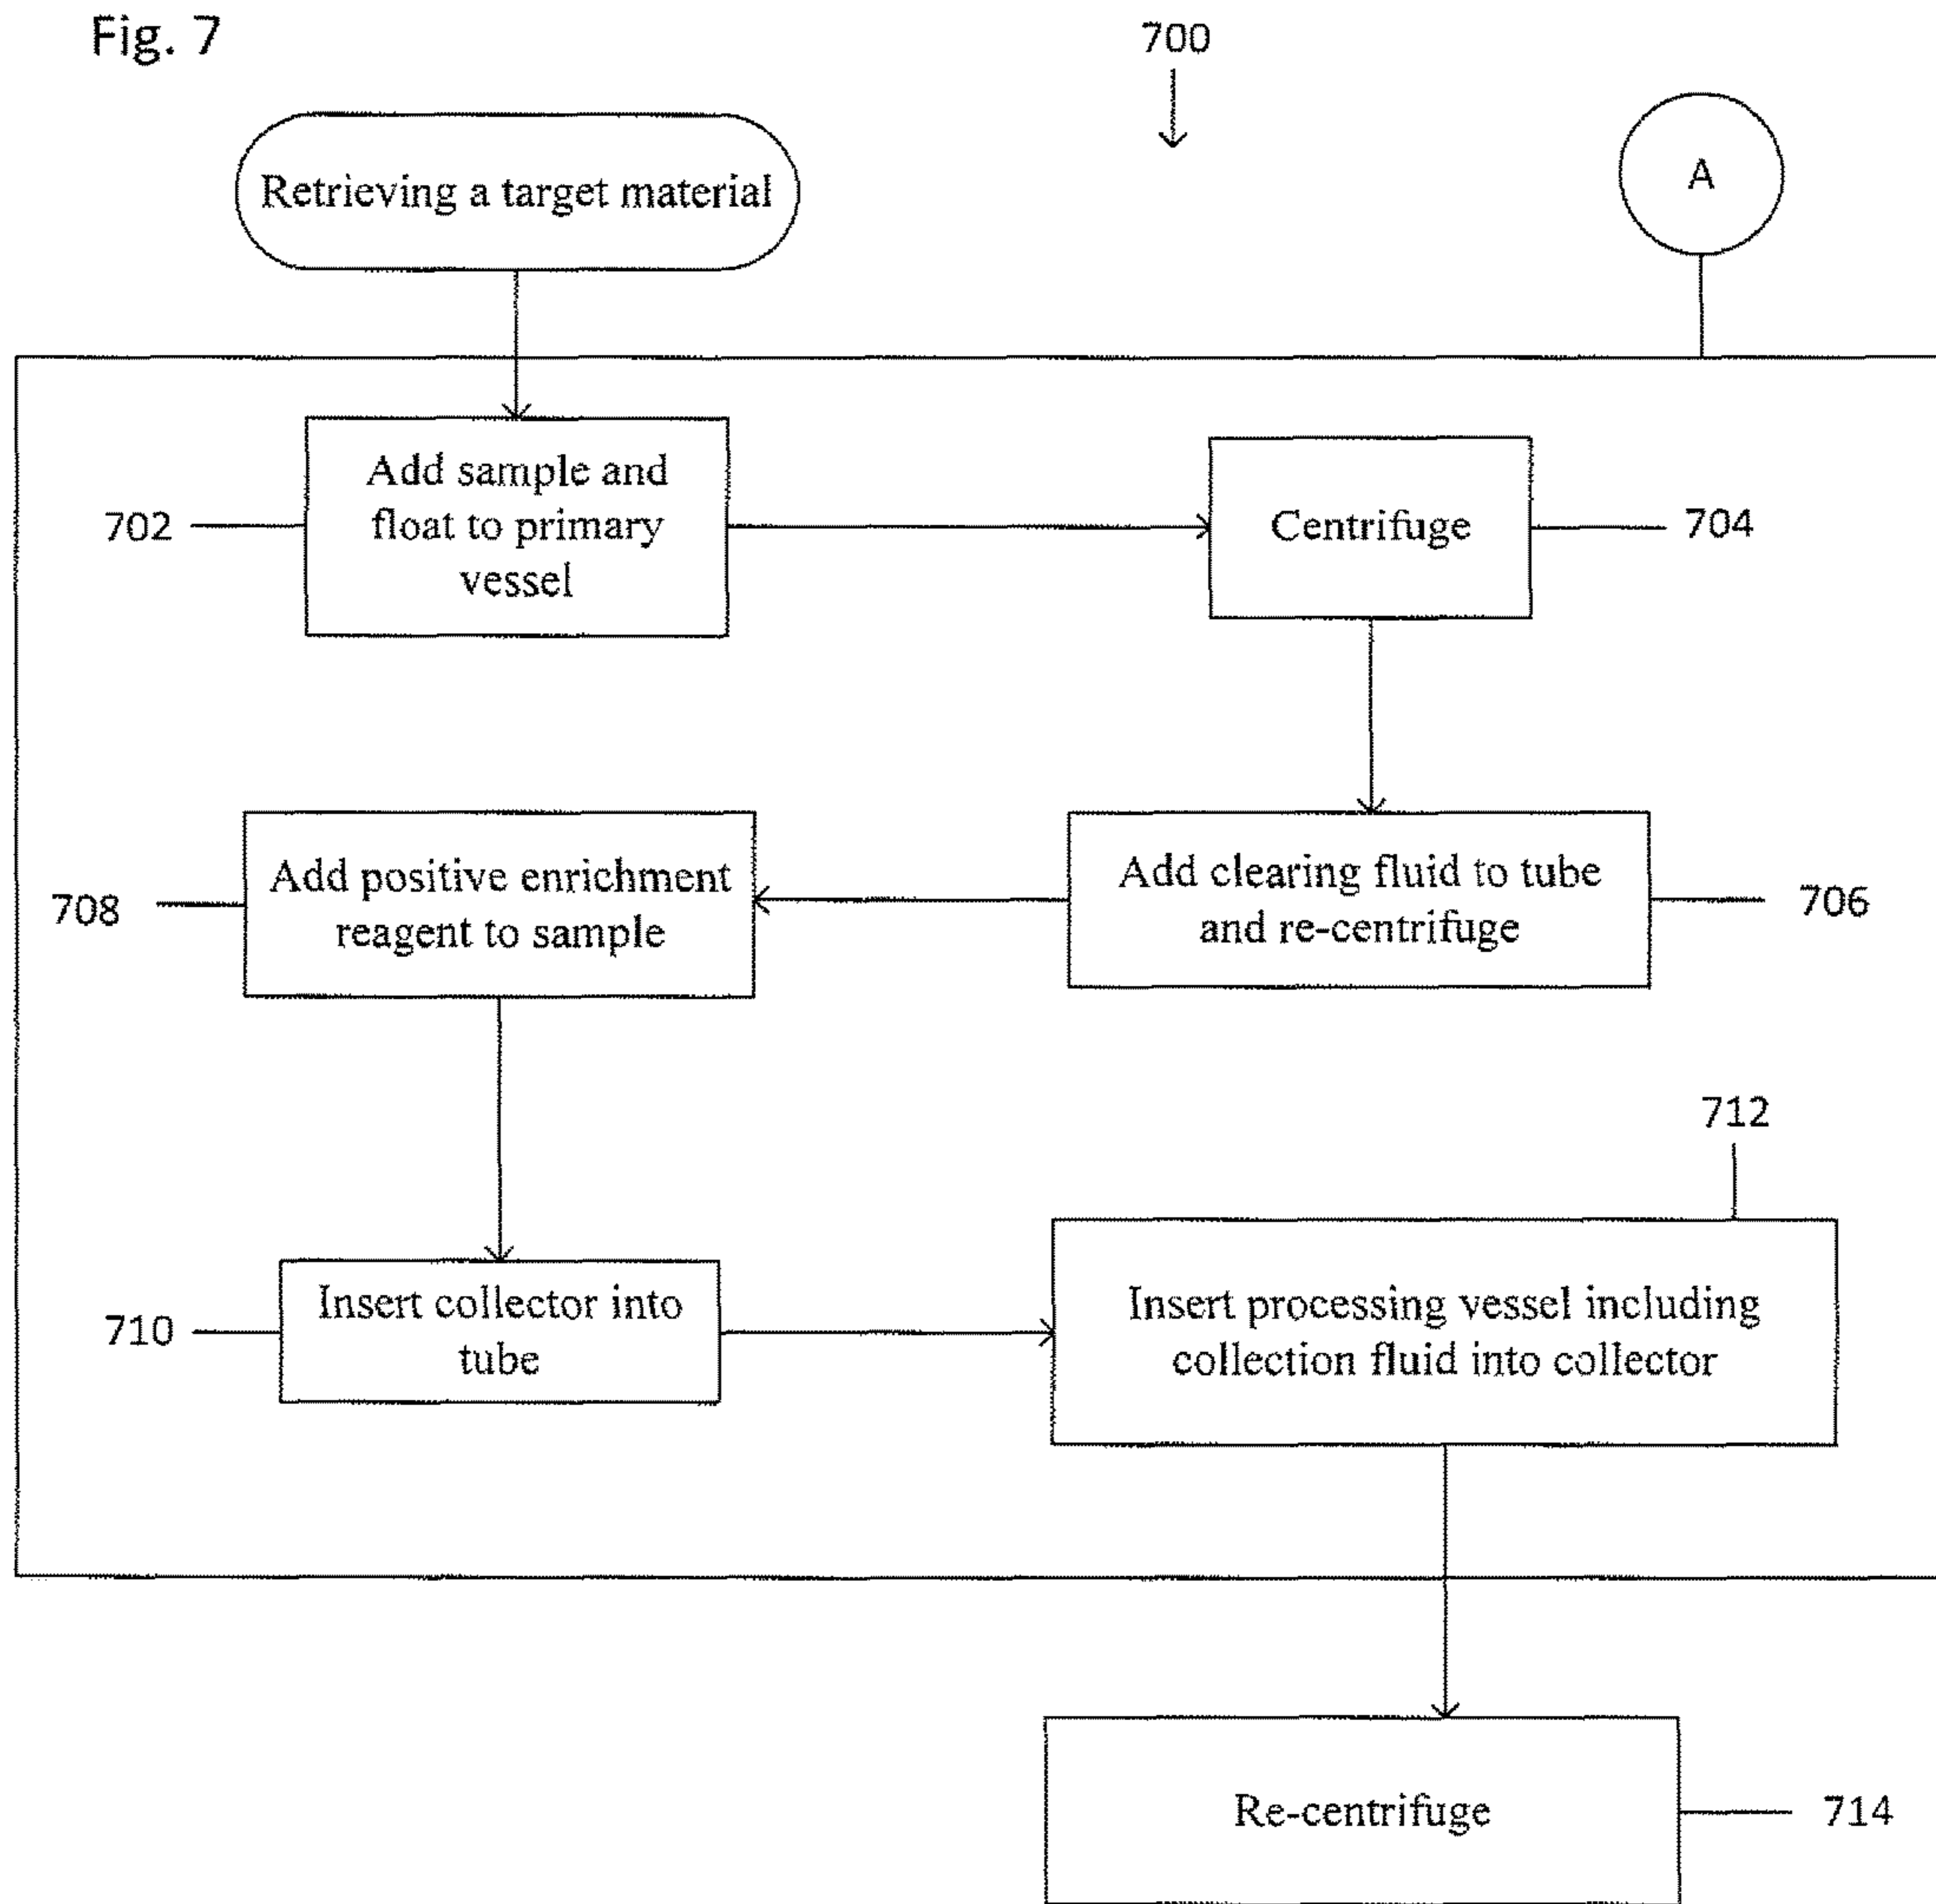 Fig. 7
700
Retrieving a target material
A
Add sample and
float to primary
vessel
702
Centrifuge
704
Add positive enrichment
reagent to sample
708
Add clearing fluid to tube
and re-centrifuge
706
712
Insert collector into
tube
710
Insert processing vessel including
collection fluid into collector
Re-centrifuge
714